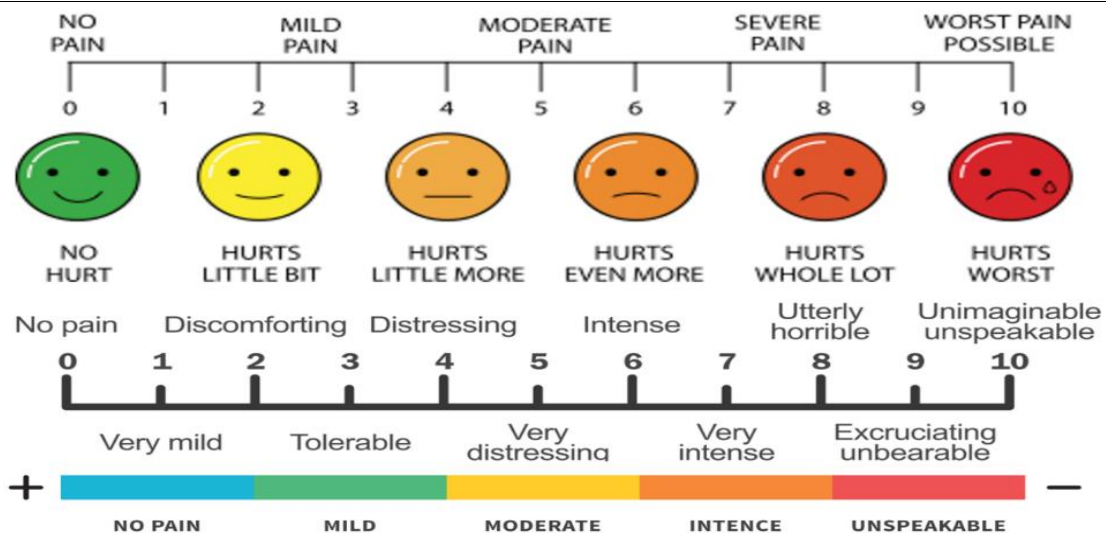 NO PAIN MILD PAIN MODERATE PAIN SEVERE PAIN WORST PAIN POSSIBLE
0 1 2 3 4 5 6 7 8 9 10
NO HURT HURTS LITTLE BIT HURTS LITTLE MORE HURTS EVEN MORE HURTS WHOLE LOT HURTS WORST
No pain Discomforting Distressing Intense Utterly horrible Unimaginable unspeakable
0 1 2 3 4 5 6 7 8 9 10
Very mild Tolerable Very distressing Very intense Excruciating unbearable
+ −
NO PAIN MILD MODERATE INTENCE UNSPEAKABLE